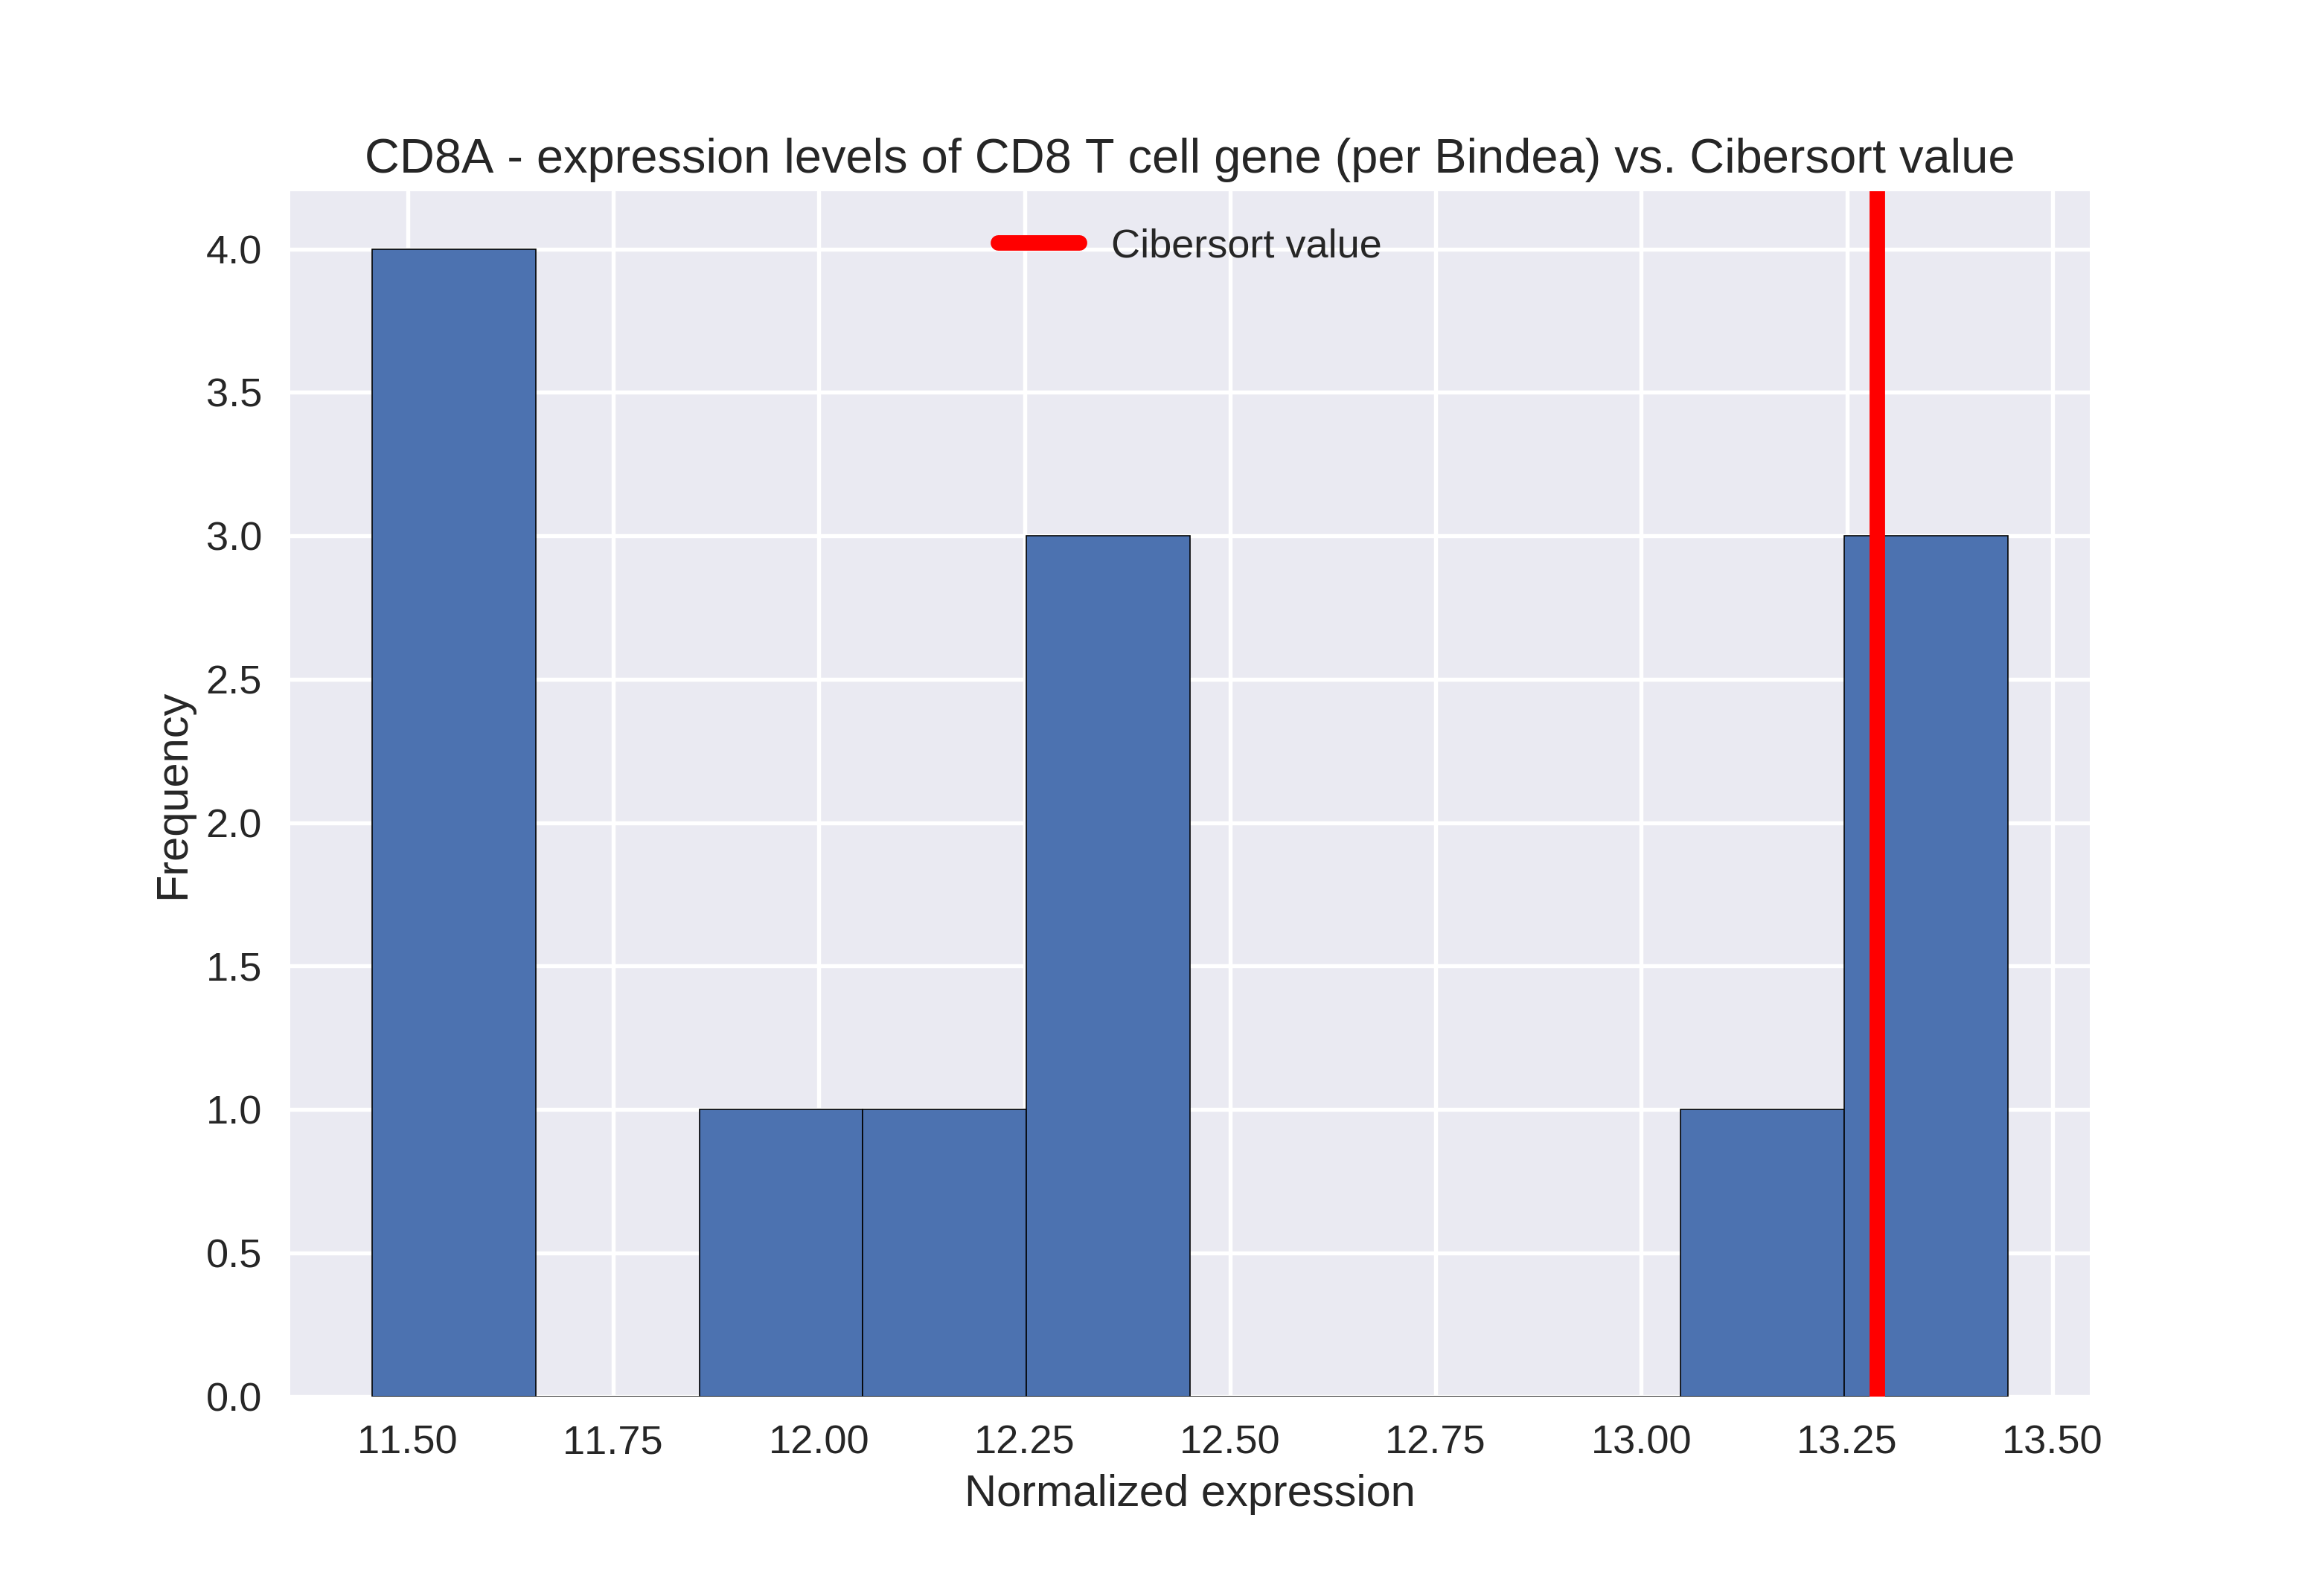 CD8A - expression levels of CD8 T cell gene (per Bindea) vs. Cibersort value
Cibersort value
4.0
3.5
3.0
2.5
2.0
1.5
1.0
0.5
0.0
Frequency
11.50 11.75 12.00 12.25 12.50 12.75 13.00 13.25 13.50
Normalized expression